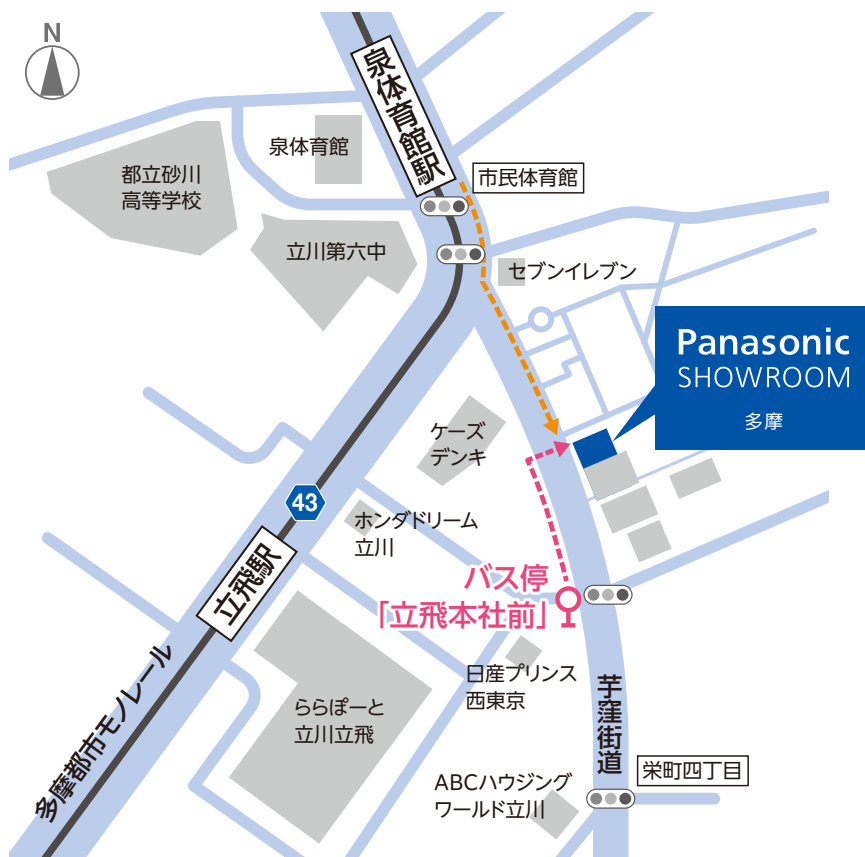 N
泉体育館駅
泉体育館
市民体育館
都立砂川
高等学校
立川第六中
セブンイレブン
Panasonic
SHOWROOM
多摩
ケーズ
デンキ
43
ホンダドリーム
立川
立飛駅
バス停
「立飛本社前」
日産プリンス
西東京
芋窪街道
ららぽーと
立川立飛
多摩都市モノレール
栄町四丁目
ABCハウジング
ワールド立川